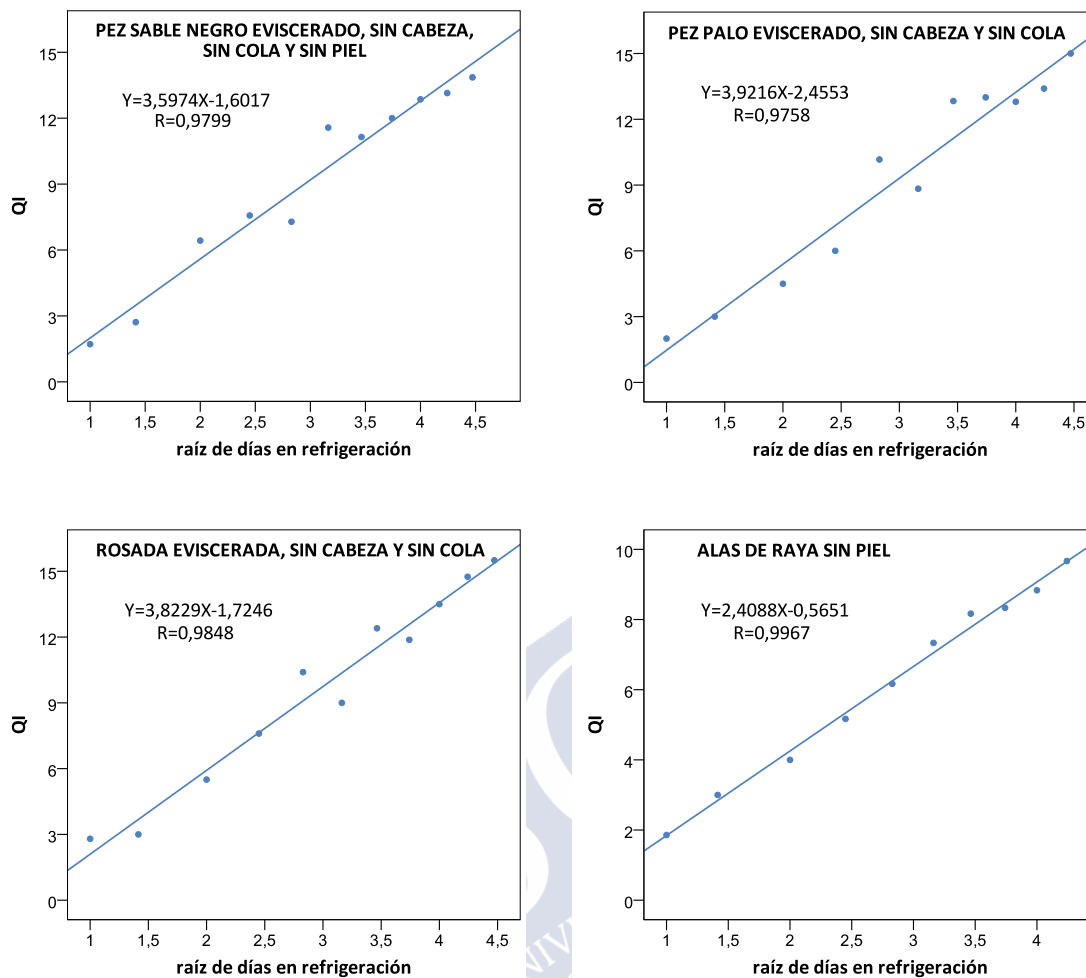 PEZ SABLE NEGRO EVISCERADO, SIN CABEZA,
SIN COLA Y SIN PIEL
Y=3,5974X-1,6017
R=0,9799
15
12
9
6
3
0
QI
1 1,5 2 2,5 3 3,5 4 4,5
raíz de días en refrigeración
PEZ PALO EVISCERADO, SIN CABEZA Y SIN COLA
Y=3,9216X-2,4553
R=0,9758
15
12
9
6
3
0
QI
1 1,5 2 2,5 3 3,5 4 4,5
raíz de días en refrigeración
ROSADA EVISCERADA, SIN CABEZA Y SIN COLA
Y=3,8229X-1,7246
R=0,9848
15
12
9
6
3
0
QI
1 1,5 2 2,5 3 3,5 4 4,5
raíz de días en refrigeración
ALAS DE RAYA SIN PIEL
Y=2,4088X-0,5651
R=0,9967
10
8
6
4
2
0
QI
1 1,5 2 2,5 3 3,5 4
raíz de días en refrigeración